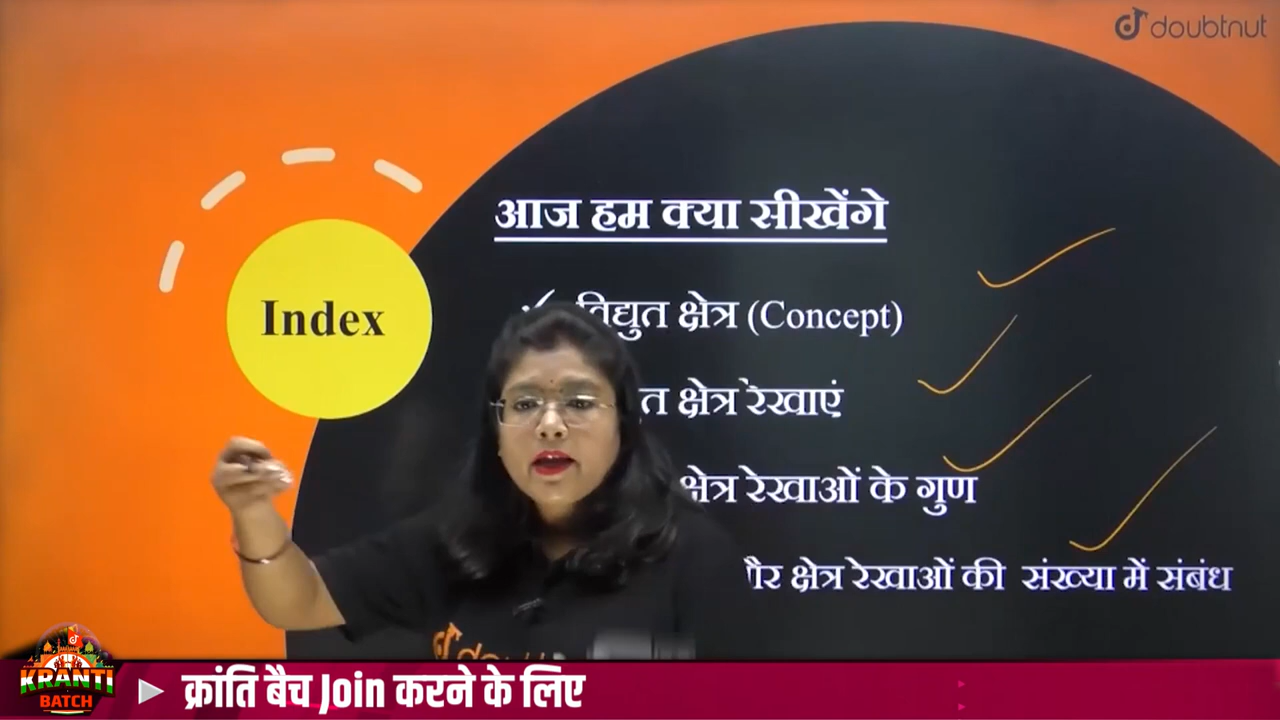 doubtnut
आज हम क्या सीखेंगे
Index
विद्युत क्षेत्र (Concept)
क्षेत्र रेखाएं
क्षेत्र रेखाओं के गुण
क्षेत्र रेखाओं की संख्या में संबंध
KRANTI
BATCH
क्रांति बैच Join करने के लिए